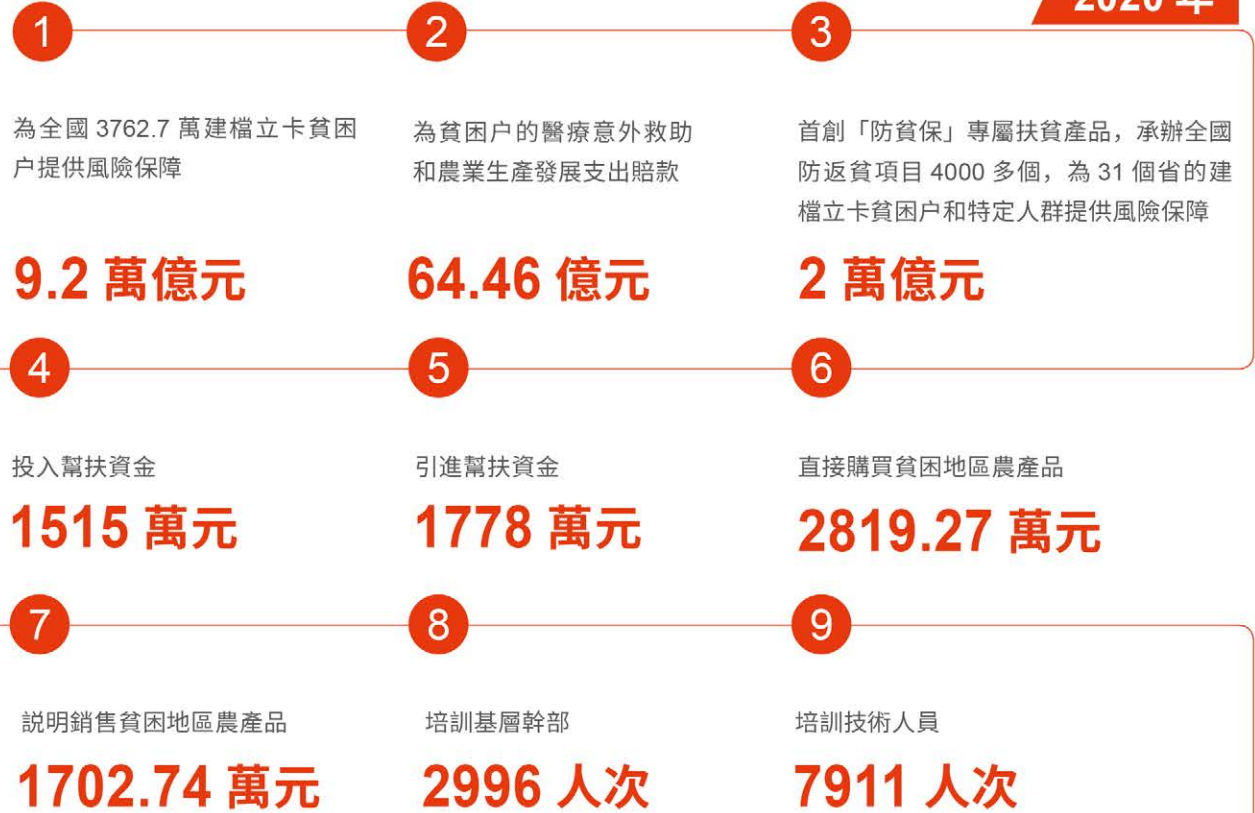 2020 年
1
2
3
為全國 3762.7 萬建檔立卡貧困
户提供風險保障
為貧困户的醫療意外救助
和農業生產發展支出賠款
首創「防貧保」專屬扶貧產品，承辦全國
防返貧項目 4000 多個，為 31 個省的建
檔立卡貧困户和特定人群提供風險保障
9.2 萬億元
64.46 億元
2 萬億元
4
5
6
投入幫扶資金
引進幫扶資金
直接購買貧困地區農產品
1515 萬元
1778 萬元
2819.27 萬元
7
8
9
説明銷售貧困地區農產品
培訓基層幹部
培訓技術人員
1702.74 萬元
2996 人次
7911 人次